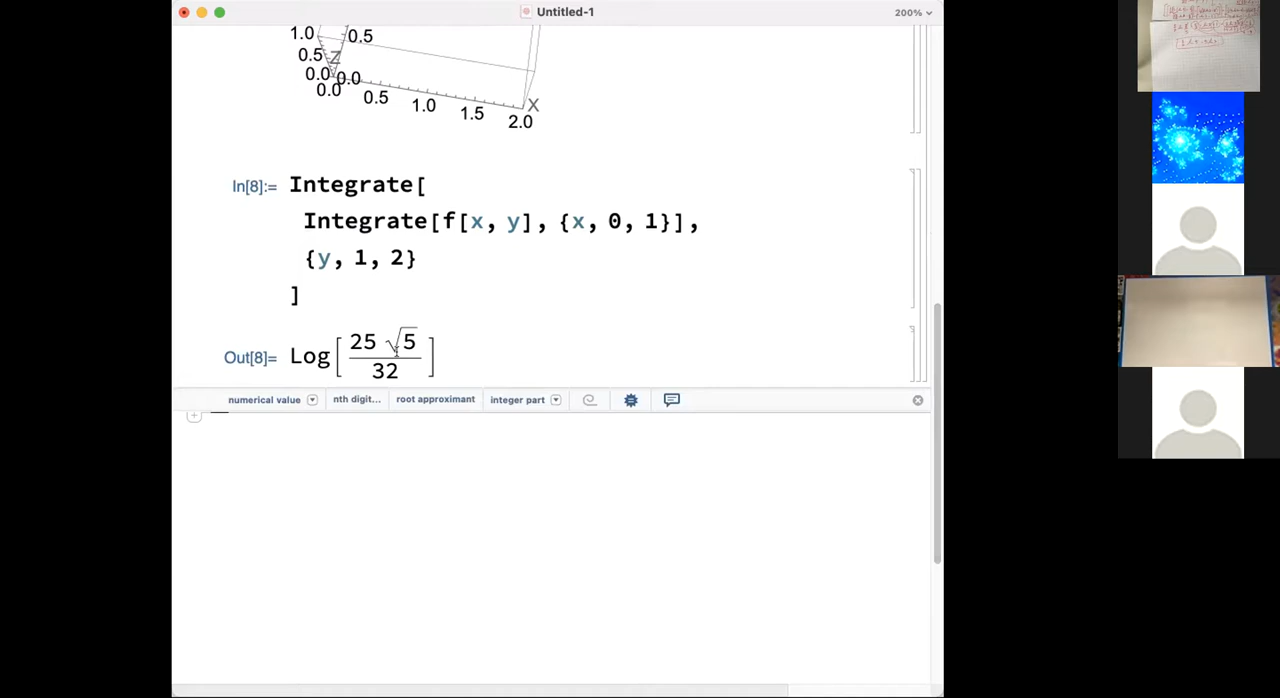 Untitled-1
200%
1.0
0.5
0.5
Z
0.0
0.0
0.0
0.5
1.0
1.5
2.0
X
In[8]:= Integrate[
Integrate[f[x, y], {x, 0, 1}],
{y, 1, 2}
]
Out[8]= Log[25 √5 / 32]
numerical value
nth digit...
root approximant
integer part